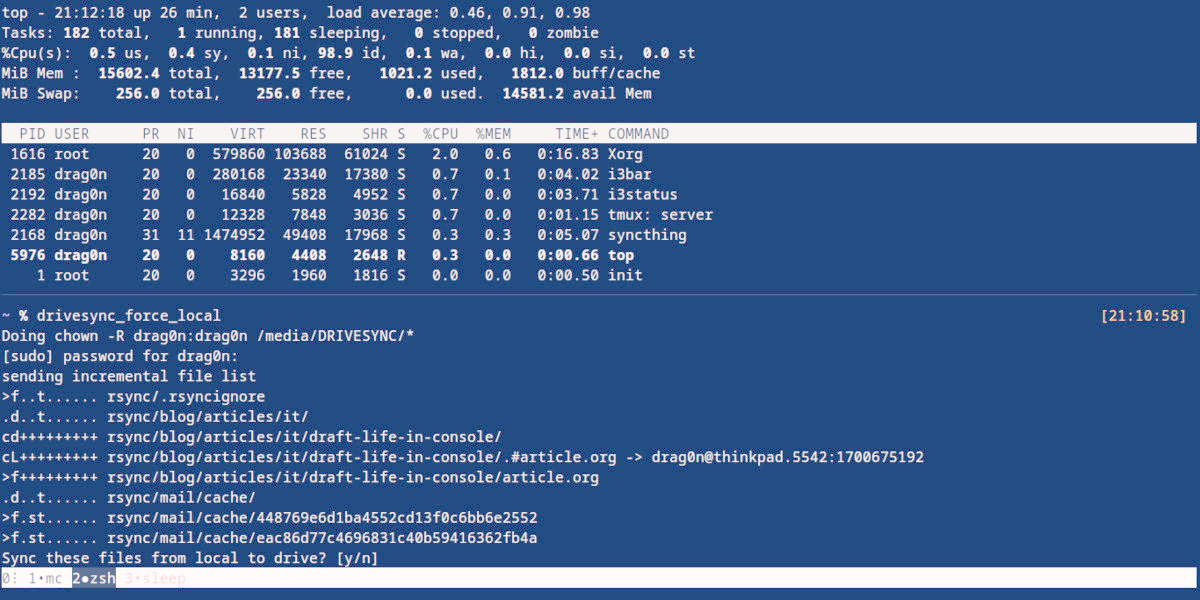 top - 21:12:18 up 26 min,  2 users,  load average: 0.46, 0.91, 0.98
Tasks: 182 total,   1 running, 181 sleeping,   0 stopped,   0 zombie
%Cpu(s):  0.5 us,  0.4 sy,  0.1 ni, 98.9 id,  0.1 wa,  0.0 hi,  0.0 si,  0.0 st
MiB Mem :  15602.4 total,  13177.5 free,   1021.2 used,   1812.0 buff/cache
MiB Swap:    256.0 total,    256.0 free,      0.0 used.  14581.2 avail Mem
PID USER      PR  NI    VIRT    RES    SHR S  %CPU  %MEM     TIME+ COMMAND
1616 root      20   0  579860 103688  61024 S   2.0   0.6   0:16.83 Xorg
2185 drag0n    20   0  280168  23340  17380 S   0.7   0.1   0:04.02 i3bar
2192 drag0n    20   0   16840   5828   4952 S   0.7   0.0   0:03.71 i3status
2282 drag0n    20   0   12328   7848   3036 S   0.7   0.0   0:01.15 tmux: server
2168 drag0n    31  11 1474952  49408  17968 S   0.3   0.3   0:05.07 syncthing
5976 drag0n    20   0    8160   4408   2648 R   0.3   0.0   0:00.66 top
1 root      20   0    3296   1960   1816 S   0.0   0.0   0:00.50 init
~ % drivesync_force_local [21:10:58]
Doing chown -R drag0n:drag0n /media/DRIVESYNC/*
[sudo] password for drag0n:
sending incremental file list
>f..t...... rsync/.rsyncignore
.d..t...... rsync/blog/articles/it/
cd+++++++++ rsync/blog/articles/it/draft-life-in-console/
cL+++++++++ rsync/blog/articles/it/draft-life-in-console/.#article.org -> drag0n@thinkpad.5542:1700675192
>f+++++++++ rsync/blog/articles/it/draft-life-in-console/article.org
.d..t...... rsync/mail/cache/
>f.st...... rsync/mail/cache/448769e6d1ba4552cd13f0c6bb6e2552
>f.st...... rsync/mail/cache/eac86d77c4696831c40b59416362fb4a
Sync these files from local to drive? [y/n]
0⁝ 1•mc 2●zsh 3•sleep